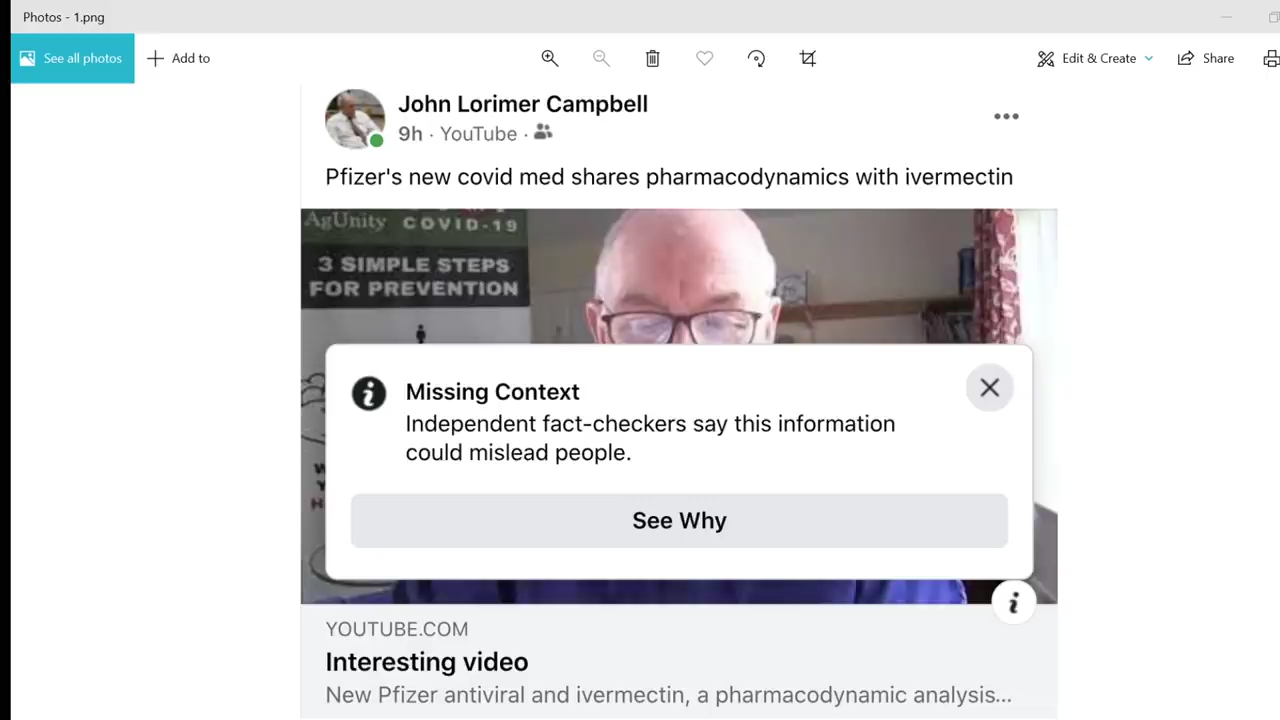 Photos - 1.png
See all photos
Add to
Edit & Create
Share
John Lorimer Campbell
9h · YouTube ·
Pfizer's new covid med shares pharmacodynamics with ivermectin
AgUnity
COVID-19
3 SIMPLE STEPS
FOR PREVENTION
Missing Context
Independent fact-checkers say this information
could mislead people.
See Why
YOUTUBE.COM
Interesting video
New Pfizer antiviral and ivermectin, a pharmacodynamic analysis...